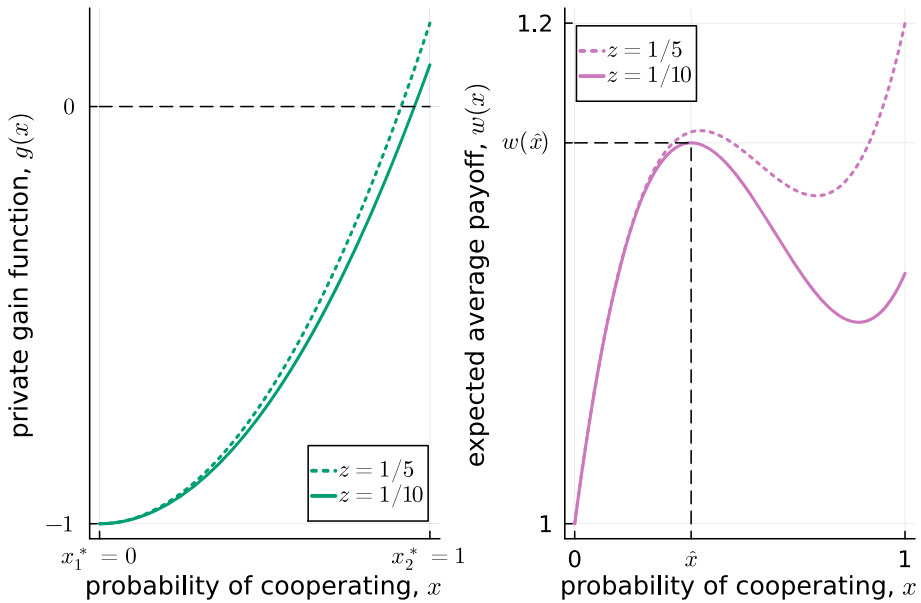 private gain function, g(x)
0
−1
z = 1/5
z = 1/10
x₁* = 0
x₂* = 1
probability of cooperating, x
expected average payoff, w(x)
1.2
w(x̂)
1
z = 1/5
z = 1/10
0
x̂
1
probability of cooperating, x